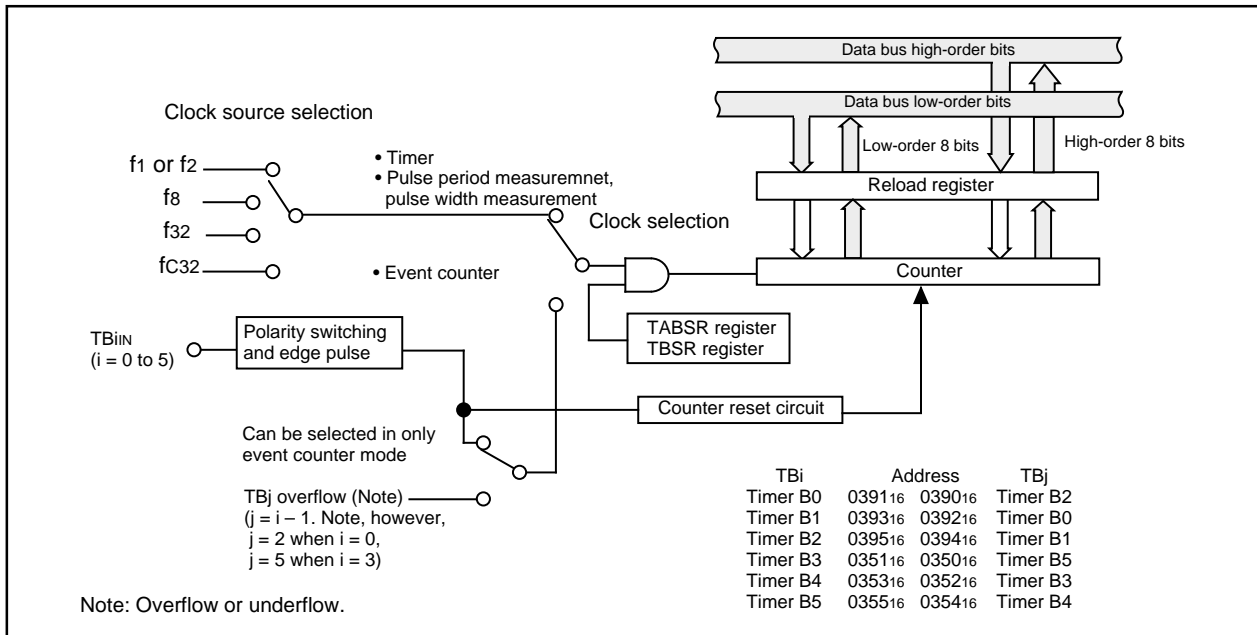 Data bus high-order bits
Data bus low-order bits
Clock source selection
Low-order 8 bits
High-order 8 bits
f1 or f2
f8
f32
fC32
• Timer
• Pulse period measuremnet,
pulse width measurement
Clock selection
Reload register
• Event counter
Counter
TBiIN
(i = 0 to 5)
Polarity switching
and edge pulse
TABSR register
TBSR register
Counter reset circuit
Can be selected in only
event counter mode
TBj overflow (Note)
(j = i – 1. Note, however,
j = 2 when i = 0,
j = 5 when i = 3)
TBi Address TBj
Timer B0 039116 039016 Timer B2
Timer B1 039316 039216 Timer B0
Timer B2 039516 039416 Timer B1
Timer B3 035116 035016 Timer B5
Timer B4 035316 035216 Timer B3
Timer B5 035516 035416 Timer B4
Note: Overflow or underflow.